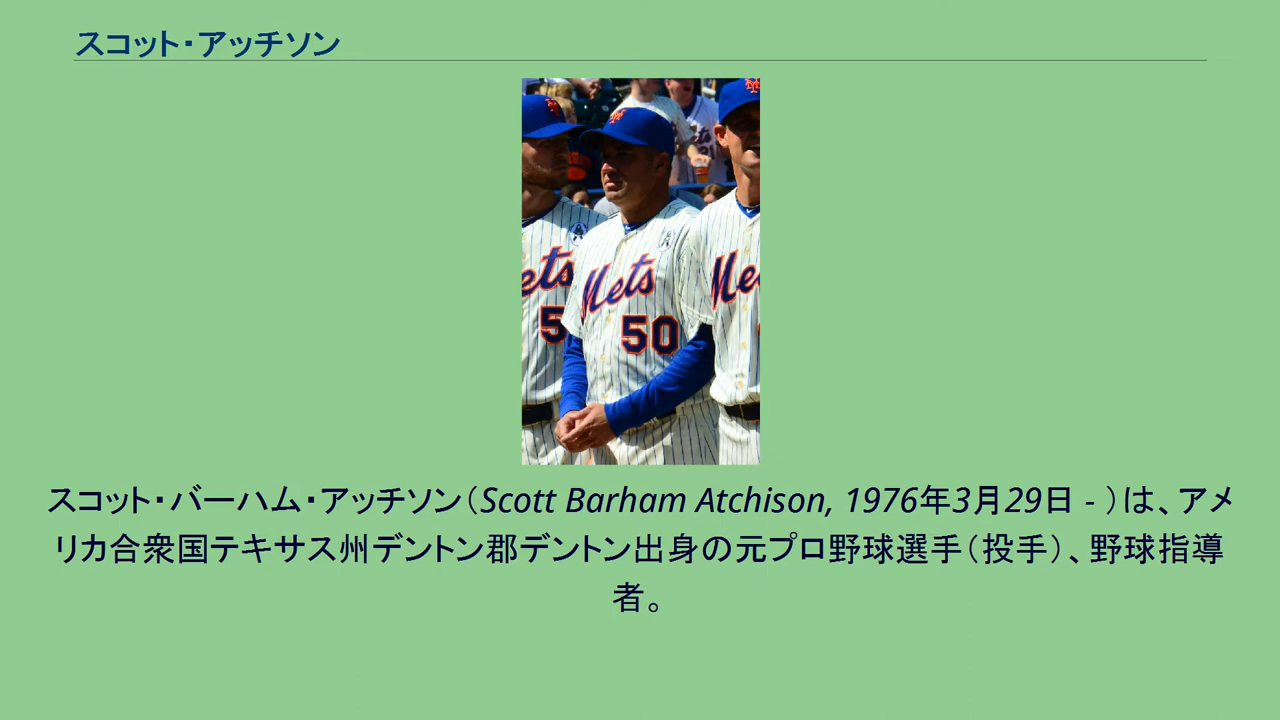 スコット・アッチソン
Mets
50
スコット・バーハム・アッチソン（Scott Barham Atchison, 1976年3月29日 - ）は、アメ
リカ合衆国テキサス州デントン郡デントン出身の元プロ野球選手（投手）、野球指導
者。